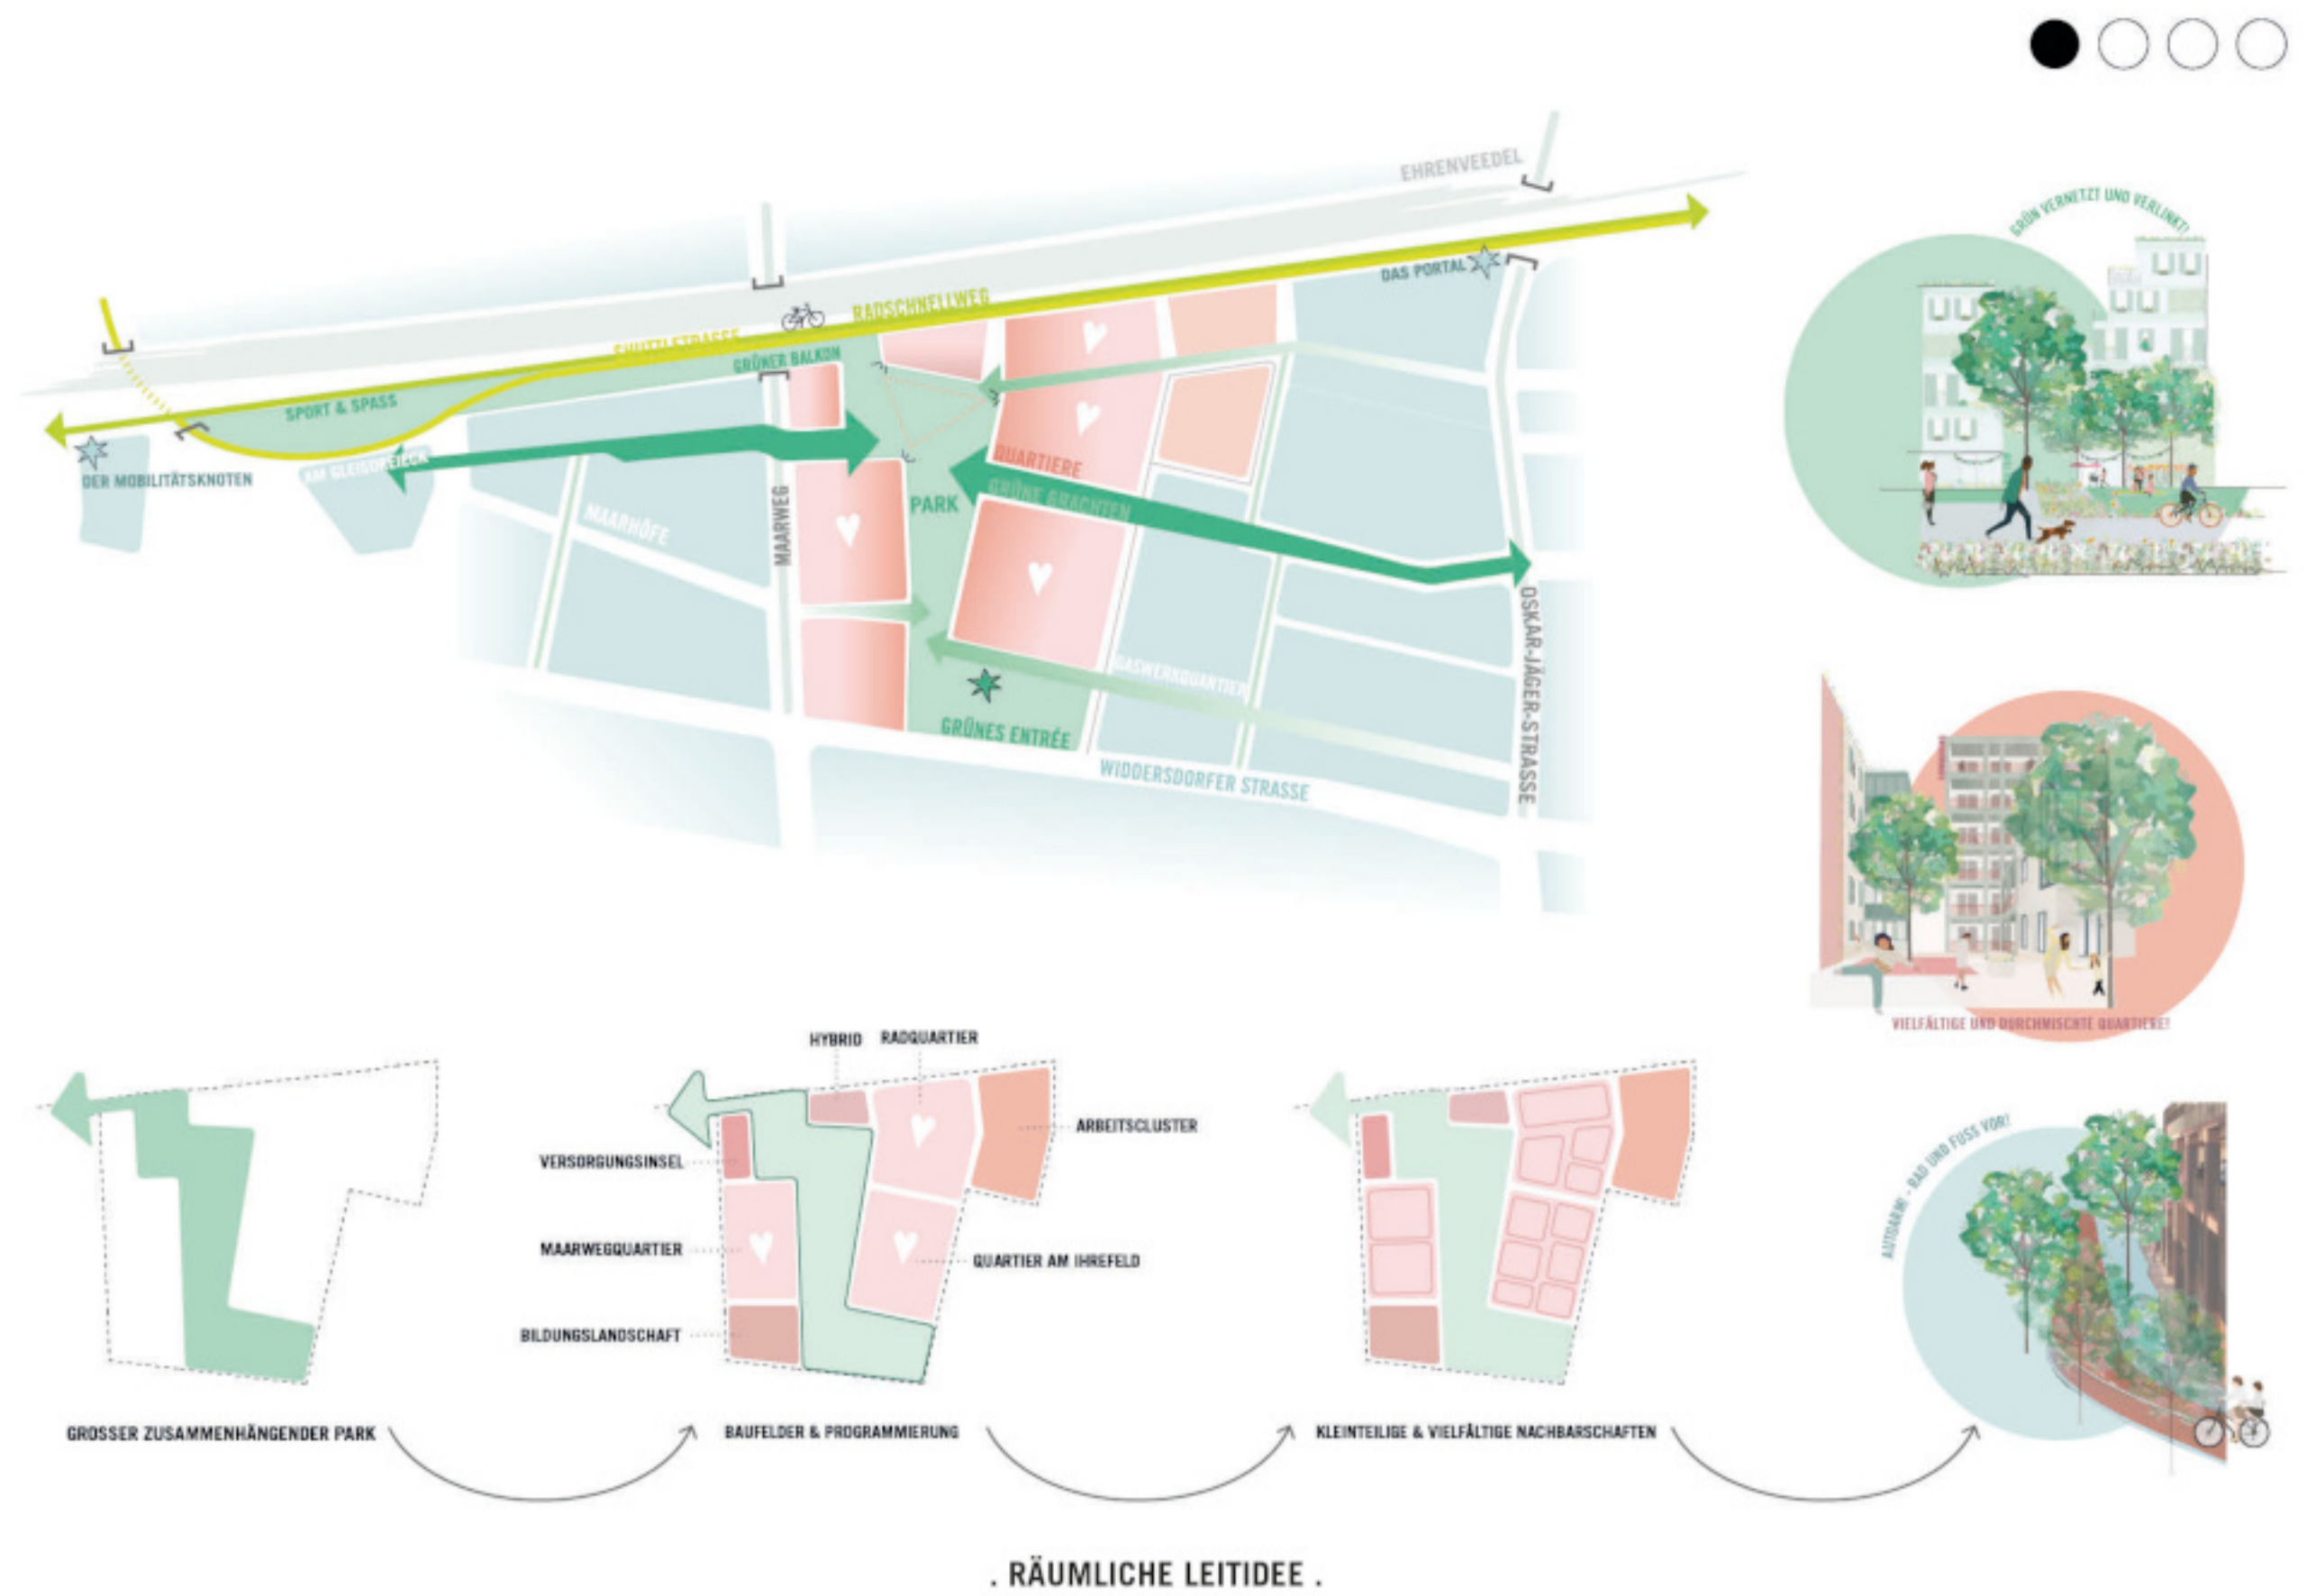 EHRENVEEDEL
GRÜN VERNETZT UND VERLINKT!
DAS PORTAL
RADSCHNELLWEG
SHUTTLESTRASSE
GRÜNER BALKON
SPORT & SPASS
AM GLEISDREIECK
DER MOBILITÄTSKNOTEN
QUARTIERE
GRÜNE GRACHTEN
PARK
MAARWEG
MAARHÖFE
OSKAR-JÄGER-STRASSE
GASWERKQUARTIER
GRÜNES ENTRÉE
WIDDERSDORFER STRASSE
VIELFÄLTIGE UND DURCHMISCHTE QUARTIERE!
HYBRID
RADQUARTIER
ARBEITSCLUSTER
VERSORGUNGSINSEL
MAARWEGQUARTIER
QUARTIER AM IHREFELD
BILDUNGSLANDSCHAFT
AUTOARM! - RAD UND FUSS VOR!
GROSSER ZUSAMMENHÄNGENDER PARK
BAUFELDER & PROGRAMMIERUNG
KLEINTEILIGE & VIELFÄLTIGE NACHBARSCHAFTEN
. RÄUMLICHE LEITIDEE .